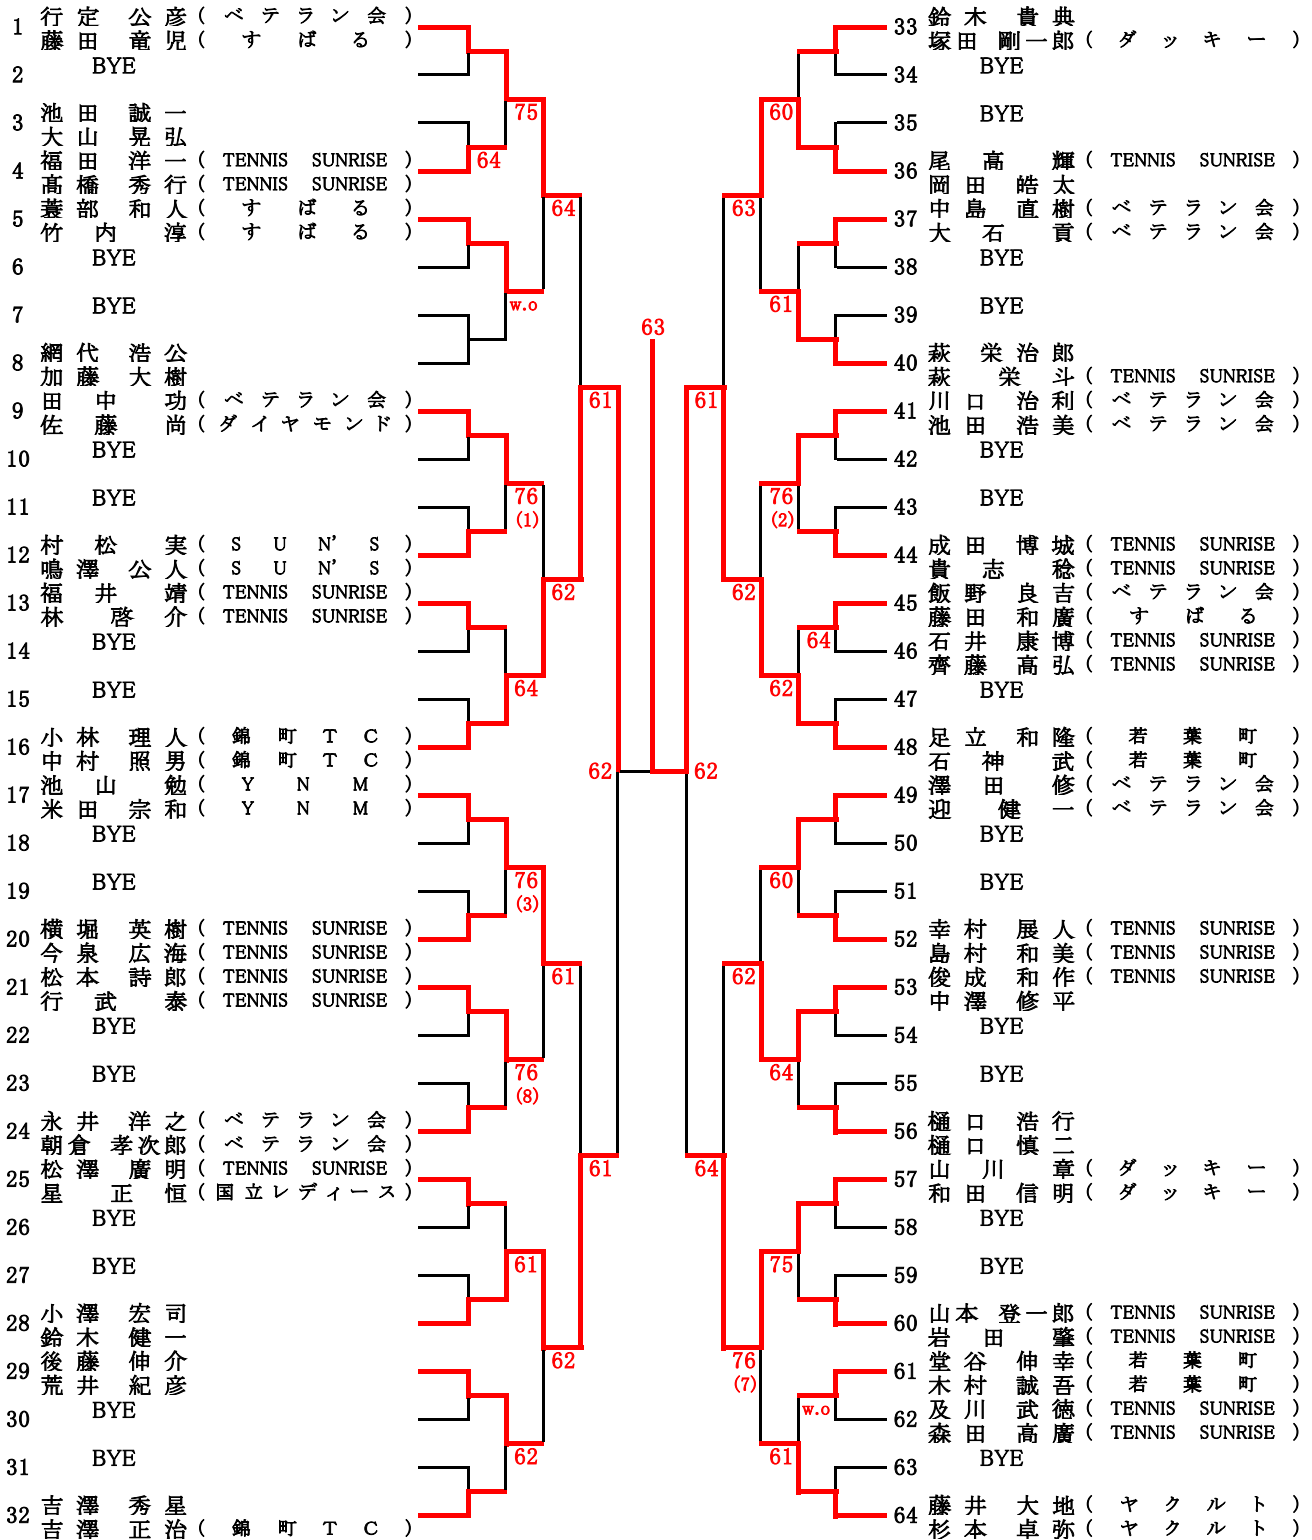 1 行定 公彦 ( ベテラン会 )
藤田 竜児 ( すばる )
2 BYE
3 池田 誠一
大山 晃弘
4 福田 洋一 ( TENNIS SUNRISE )
髙橋 秀行 ( TENNIS SUNRISE )
5 蓑部 和人 ( すばる )
竹内 淳 ( すばる )
6 BYE
7 BYE
8 網代 浩公
加藤 大樹
9 田中 功 ( ベテラン会 )
佐藤 尚 ( ダイヤモンド )
10 BYE
11 BYE
12 村松 実 ( SUN'S )
鳴澤 公人 ( SUN'S )
13 福井 靖 ( TENNIS SUNRISE )
林 啓介 ( TENNIS SUNRISE )
14 BYE
15 BYE
16 小林 理人 ( 錦町TC )
中村 照男 ( 錦町TC )
17 池山 勉 ( YNM )
米田 宗和 ( YNM )
18 BYE
19 BYE
20 横堀 英樹 ( TENNIS SUNRISE )
今泉 広海 ( TENNIS SUNRISE )
21 松本 詩郎 ( TENNIS SUNRISE )
行武 泰 ( TENNIS SUNRISE )
22 BYE
23 BYE
24 永井 洋之 ( ベテラン会 )
朝倉 孝次郎 ( ベテラン会 )
25 松澤 廣明 ( TENNIS SUNRISE )
星 正恒 ( 国立レディース )
26 BYE
27 BYE
28 小澤 宏司
鈴木 健一
29 後藤 伸介
荒井 紀彦
30 BYE
31 BYE
32 吉澤 秀星
吉澤 正治 ( 錦町TC )
64
75
w.o
64
76
(1)
64
62
61
76
(3)
76
(8)
61
61
62
62
61
62
63
62
61
64
63
62
62
76
(7)
60
61
76
(2)
64
62
60
64
75
w.o
61
33 鈴木 貴典
塚田 剛一郎 ( ダッキー )
34 BYE
35 BYE
36 尾高 輝 ( TENNIS SUNRISE )
岡田 皓太
37 中島 直樹 ( ベテラン会 )
大石 貢 ( ベテラン会 )
38 BYE
39 BYE
40 萩 栄治郎
萩 栄斗 ( TENNIS SUNRISE )
41 川口 治利 ( ベテラン会 )
池田 浩美 ( ベテラン会 )
42 BYE
43 BYE
44 成田 博城 ( TENNIS SUNRISE )
貴志 稔 ( TENNIS SUNRISE )
45 飯野 良吉 ( ベテラン会 )
藤田 和廣 ( すばる )
46 石井 康博 ( TENNIS SUNRISE )
齊藤 高弘 ( TENNIS SUNRISE )
47 BYE
48 足立 和隆 ( 若葉町 )
石神 武 ( 若葉町 )
49 澤田 修 ( ベテラン会 )
迎 健一 ( ベテラン会 )
50 BYE
51 BYE
52 幸村 展人 ( TENNIS SUNRISE )
島村 和美 ( TENNIS SUNRISE )
53 俊成 和作 ( TENNIS SUNRISE )
中澤 修平
54 BYE
55 BYE
56 樋口 浩行
樋口 慎二
57 山川 章 ( ダッキー )
和田 信明 ( ダッキー )
58 BYE
59 BYE
60 山本 登一郎 ( TENNIS SUNRISE )
岩田 肇 ( TENNIS SUNRISE )
61 堂谷 伸幸 ( 若葉町 )
木村 誠吾 ( 若葉町 )
62 及川 武徳 ( TENNIS SUNRISE )
森田 高廣 ( TENNIS SUNRISE )
63 BYE
64 藤井 大地 ( ヤクルト )
杉本 卓弥 ( ヤクルト )